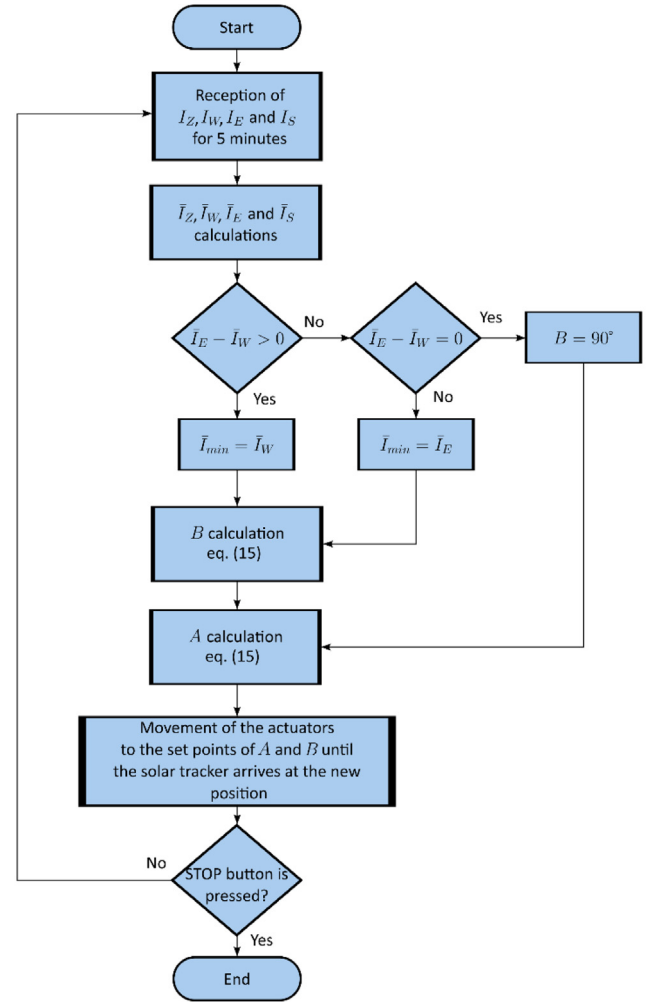 Start
Reception of
I_Z, I_W, I_E and I_S
for 5 minutes
Ī_Z, Ī_W, Ī_E and Ī_S
calculations
Ī_E − Ī_W > 0
No
Ī_E − Ī_W = 0
Yes
B = 90°
Yes
No
Ī_min = Ī_W
Ī_min = Ī_E
B calculation
eq. (15)
A calculation
eq. (15)
Movement of the actuators
to the set points of A and B until
the solar tracker arrives at the new
position
No
STOP button is
pressed?
Yes
End